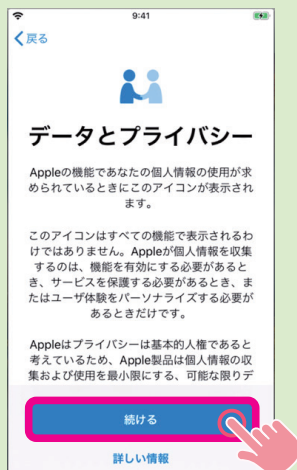 9:41
戻る
データとプライバシー
Appleの機能であなたの個人情報の使用が求
められているときにこのアイコンが表示され
ます。
このアイコンはすべての機能で表示されるわ
けではありません。Appleが個人情報を収集
するのは、機能を有効にする必要があると
き、サービスを保護する必要があるとき、ま
たはユーザ体験をパーソナライズする必要が
あるときだけです。
Appleはプライバシーは基本的人権であると
考えているため、Apple製品は個人情報の収
集および使用を最小限にする、可能な限りデ
続ける
詳しい情報